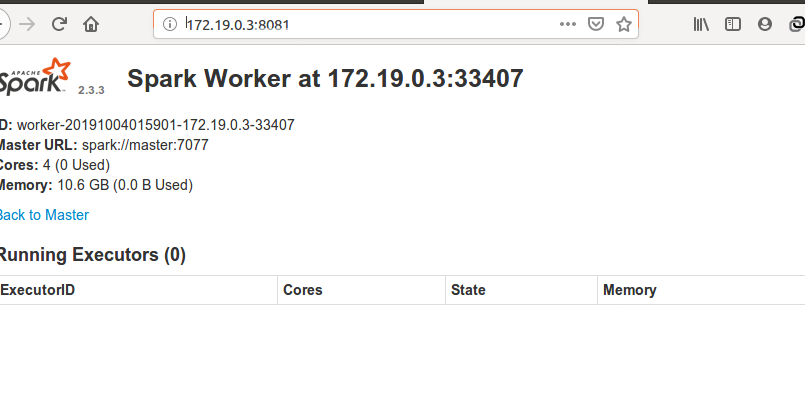 172.19.0.3:8081
APACHE
Spark 2.3.3 Spark Worker at 172.19.0.3:33407
ID: worker-20191004015901-172.19.0.3-33407
Master URL: spark://master:7077
Cores: 4 (0 Used)
Memory: 10.6 GB (0.0 B Used)
Back to Master
Running Executors (0)
ExecutorID Cores State Memory